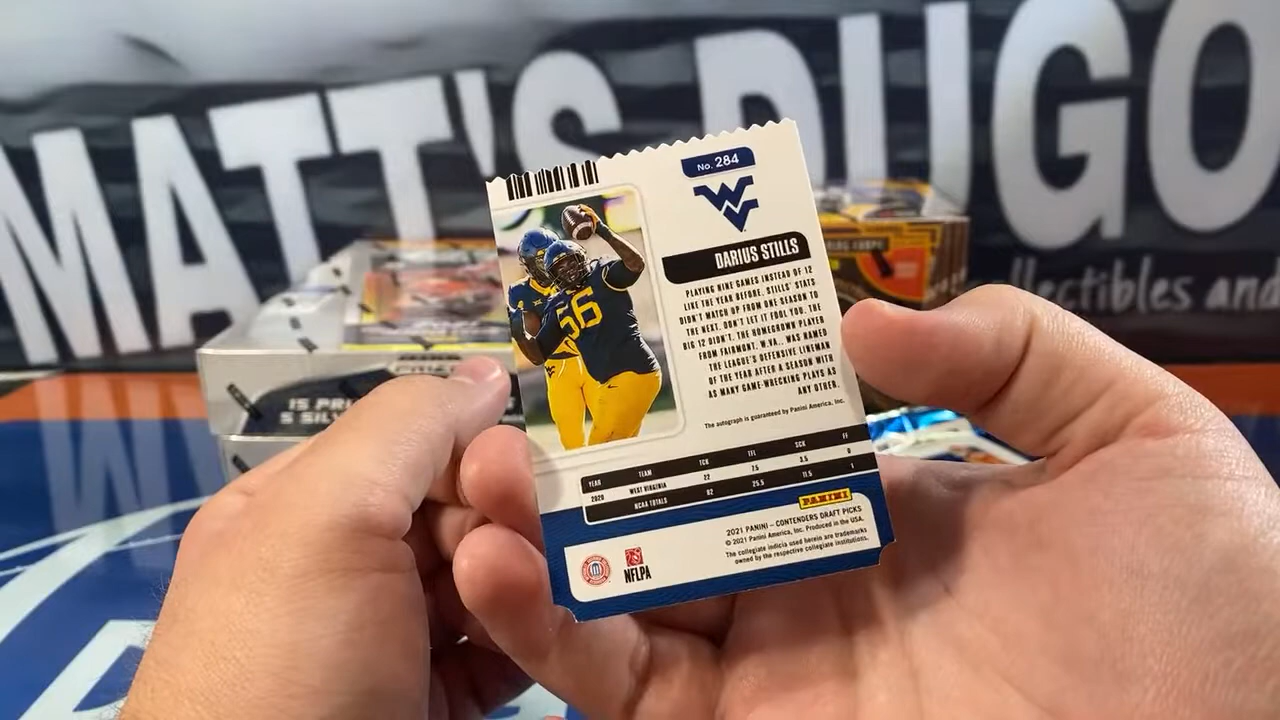 MATT'S DUGO
ollectibles and
No. 284
WV
DARIUS STILLS
PLAYING NINE GAMES INSTEAD OF 12
LIKE THE YEAR BEFORE, STILLS' STATS
DIDN'T MATCH UP FROM ONE SEASON TO
THE NEXT. DON'T LET IT FOOL YOU. THE
BIG 12 DIDN'T. THE HOMEGROWN PLAYER
FROM FAIRMONT, W.VA., WAS NAMED
THE LEAGUE'S DEFENSIVE LINEMAN
OF THE YEAR AFTER A SEASON WITH
AS MANY GAME-WRECKING PLAYS AS
ANY OTHER.
The autograph is guaranteed by Panini America, Inc.
56
YEAR TEAM TCK TFL SCK FF
2020 WEST VIRGINIA 22 7.5 3.5 0
NCAA TOTALS 82 25.5 11.5 1
PANINI
2021 PANINI – CONTENDERS DRAFT PICKS
© 2021 Panini America, Inc. Produced in the USA.
The collegiate indicia used herein are trademarks
owned by the respective collegiate institutions.
NFLPA
15 PRI
5 SILV